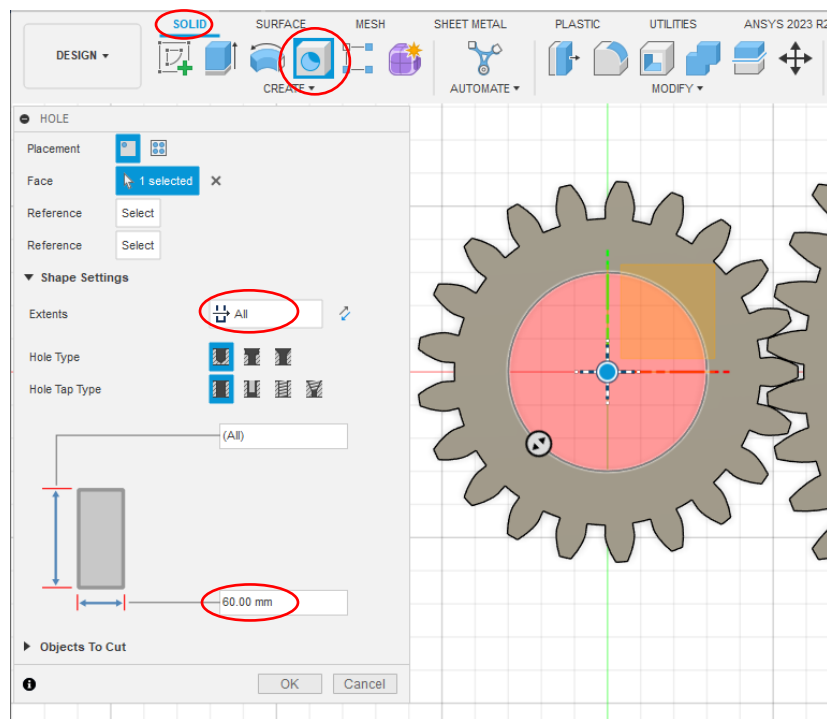 SOLID SURFACE MESH SHEET METAL PLASTIC UTILITIES ANSYS 2023 R2
DESIGN ▾
CREATE ▾ AUTOMATE ▾ MODIFY ▾
HOLE
Placement
Face 1 selected
Reference Select
Reference Select
Shape Settings
Extents All
Hole Type
Hole Tap Type
(All)
60.00 mm
Objects To Cut
OK Cancel